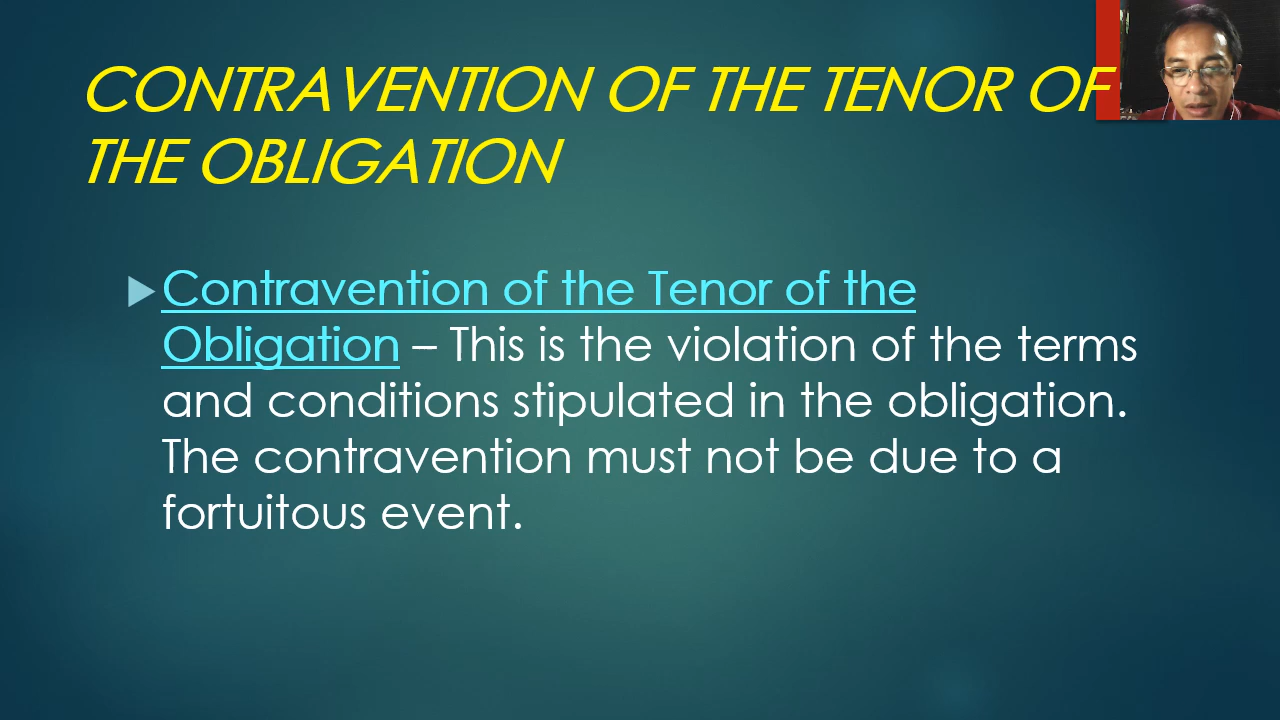 CONTRAVENTION OF THE TENOR OF
THE OBLIGATION
Contravention of the Tenor of the
Obligation – This is the violation of the terms
and conditions stipulated in the obligation.
The contravention must not be due to a
fortuitous event.